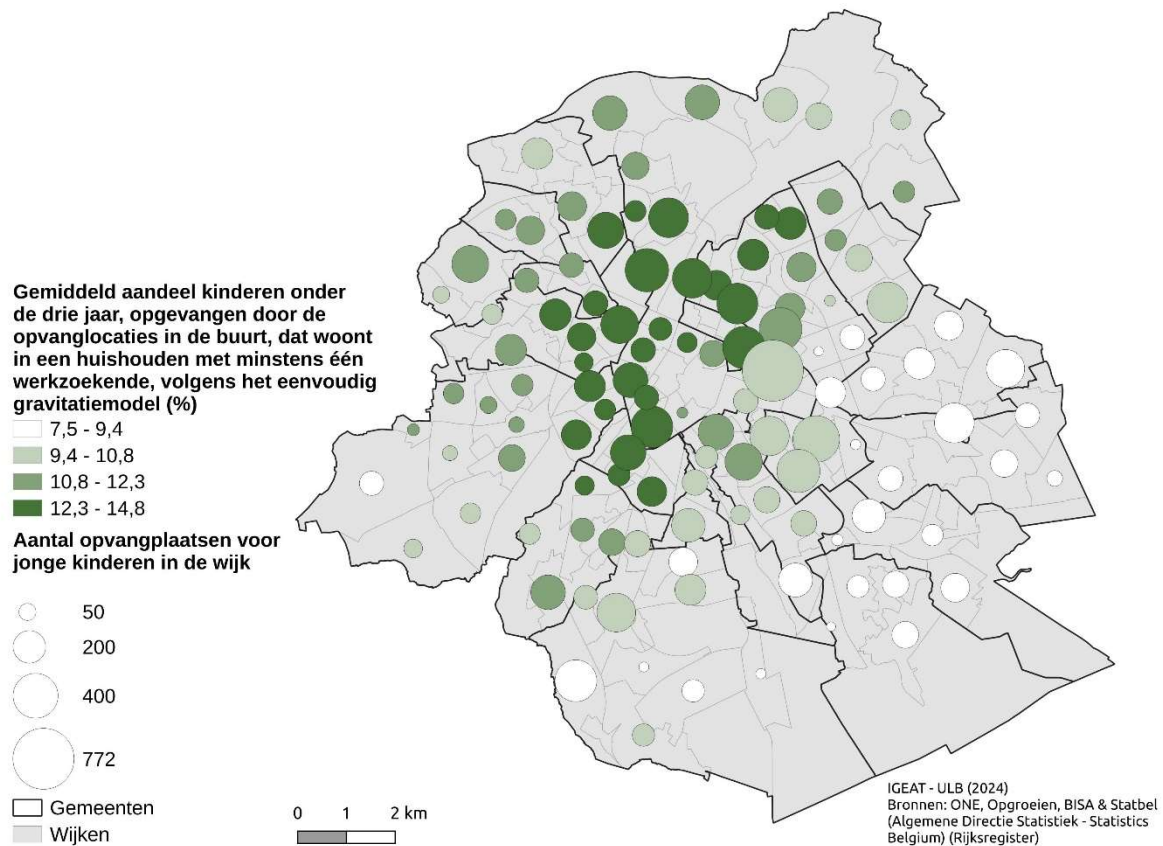 Gemiddeld aandeel kinderen onder
de drie jaar, opgevangen door de
opvanglocaties in de buurt, dat woont
in een huishouden met minstens één
werkzoekende, volgens het eenvoudig
gravitatiemodel (%)
7,5 - 9,4
9,4 - 10,8
10,8 - 12,3
12,3 - 14,8
Aantal opvangplaatsen voor
jonge kinderen in de wijk
50
200
400
772
Gemeenten
Wijken
0 1 2 km
IGEAT - ULB (2024)
Bronnen: ONE, Opgroeien, BISA & Statbel
(Algemene Directie Statistiek - Statistics
Belgium) (Rijksregister)